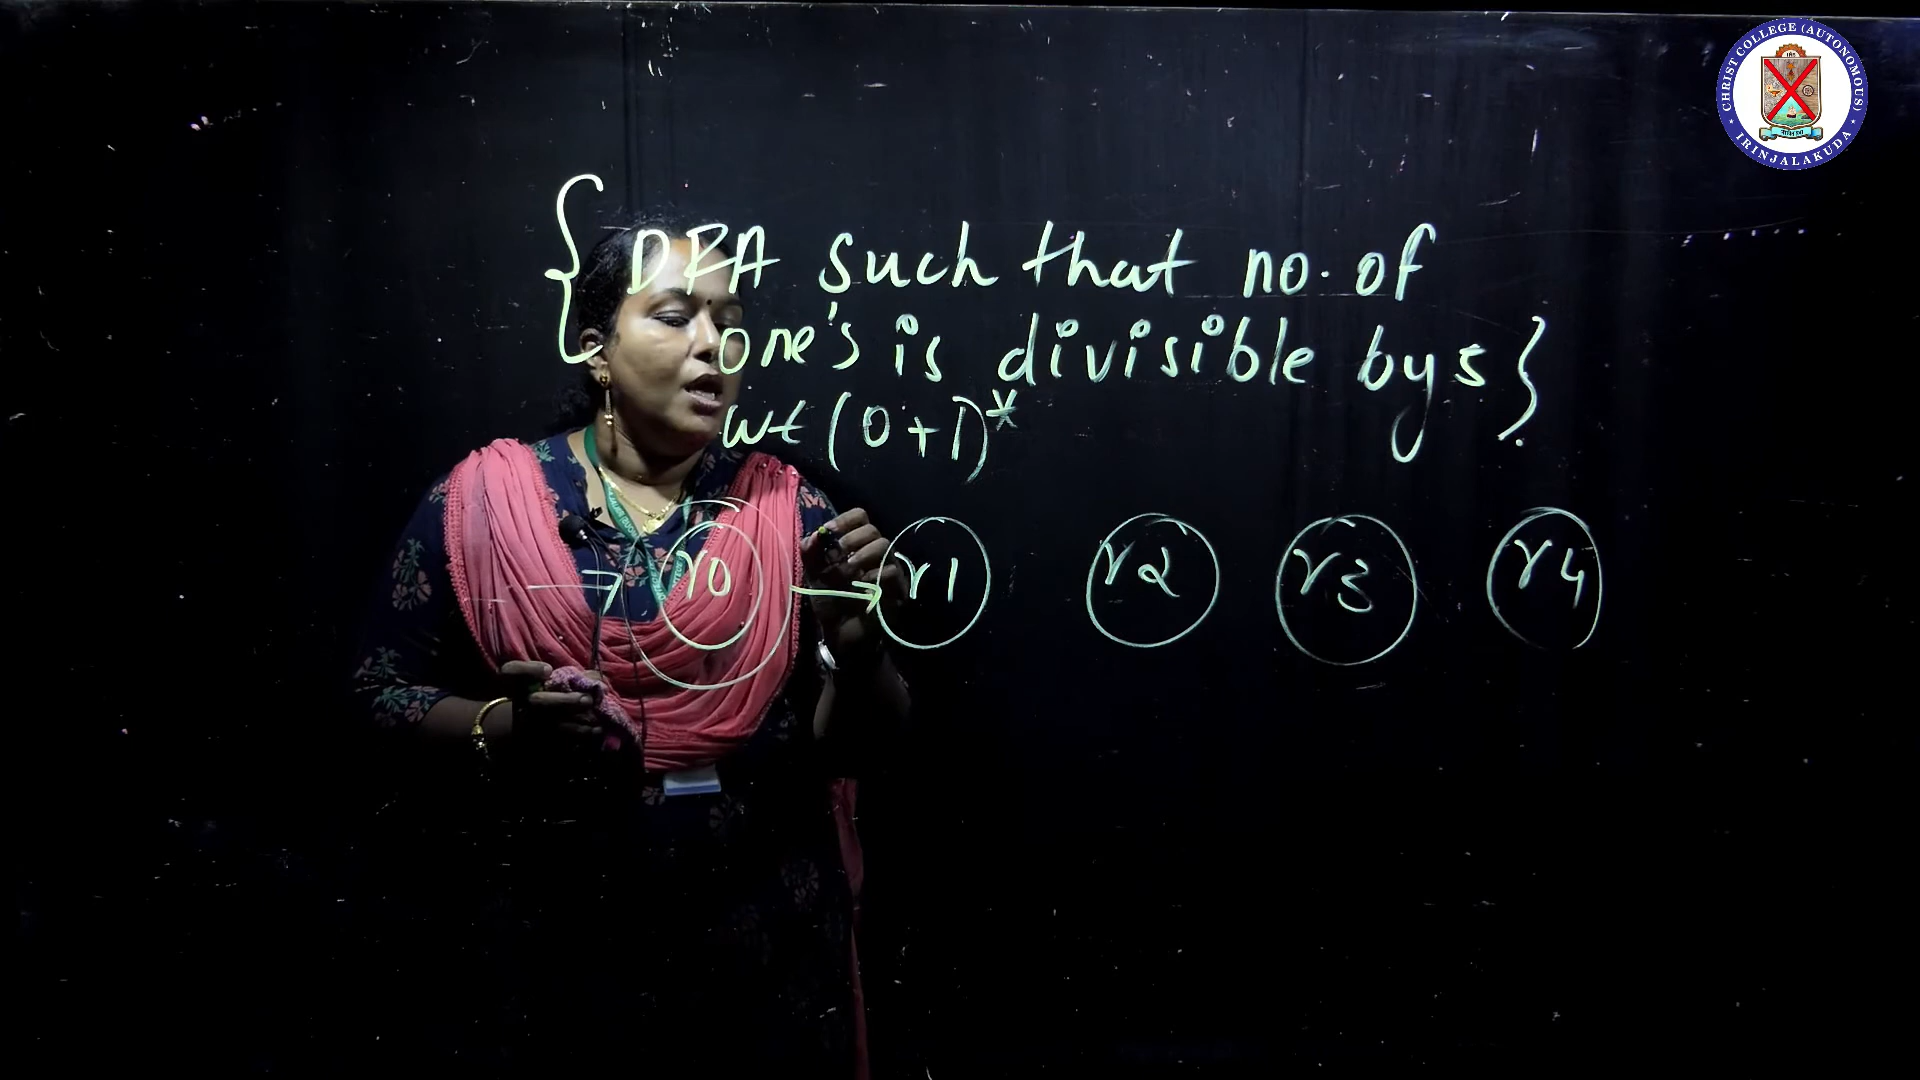 { DFA such that no. of
one's is divisible by 5 }
(0+1)*
r0 r1 r2 r3 r4
CHRIST COLLEGE (AUTONOMOUS)
IRINJALAKUDA